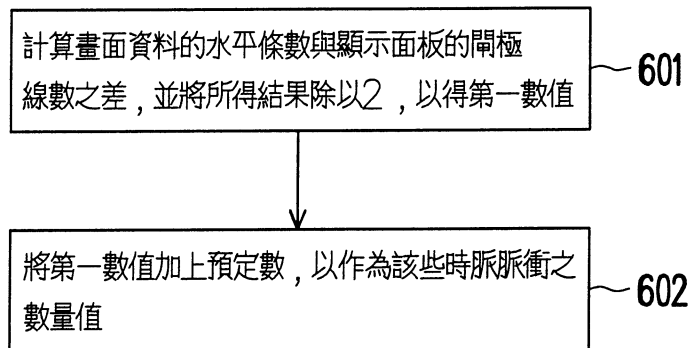 計算畫面資料的水平條數與顯示面板的閘極
線數之差，並將所得結果除以2，以得第一數值
601
將第一數值加上預定數，以作為該些時脈脈衝之
數量值
602